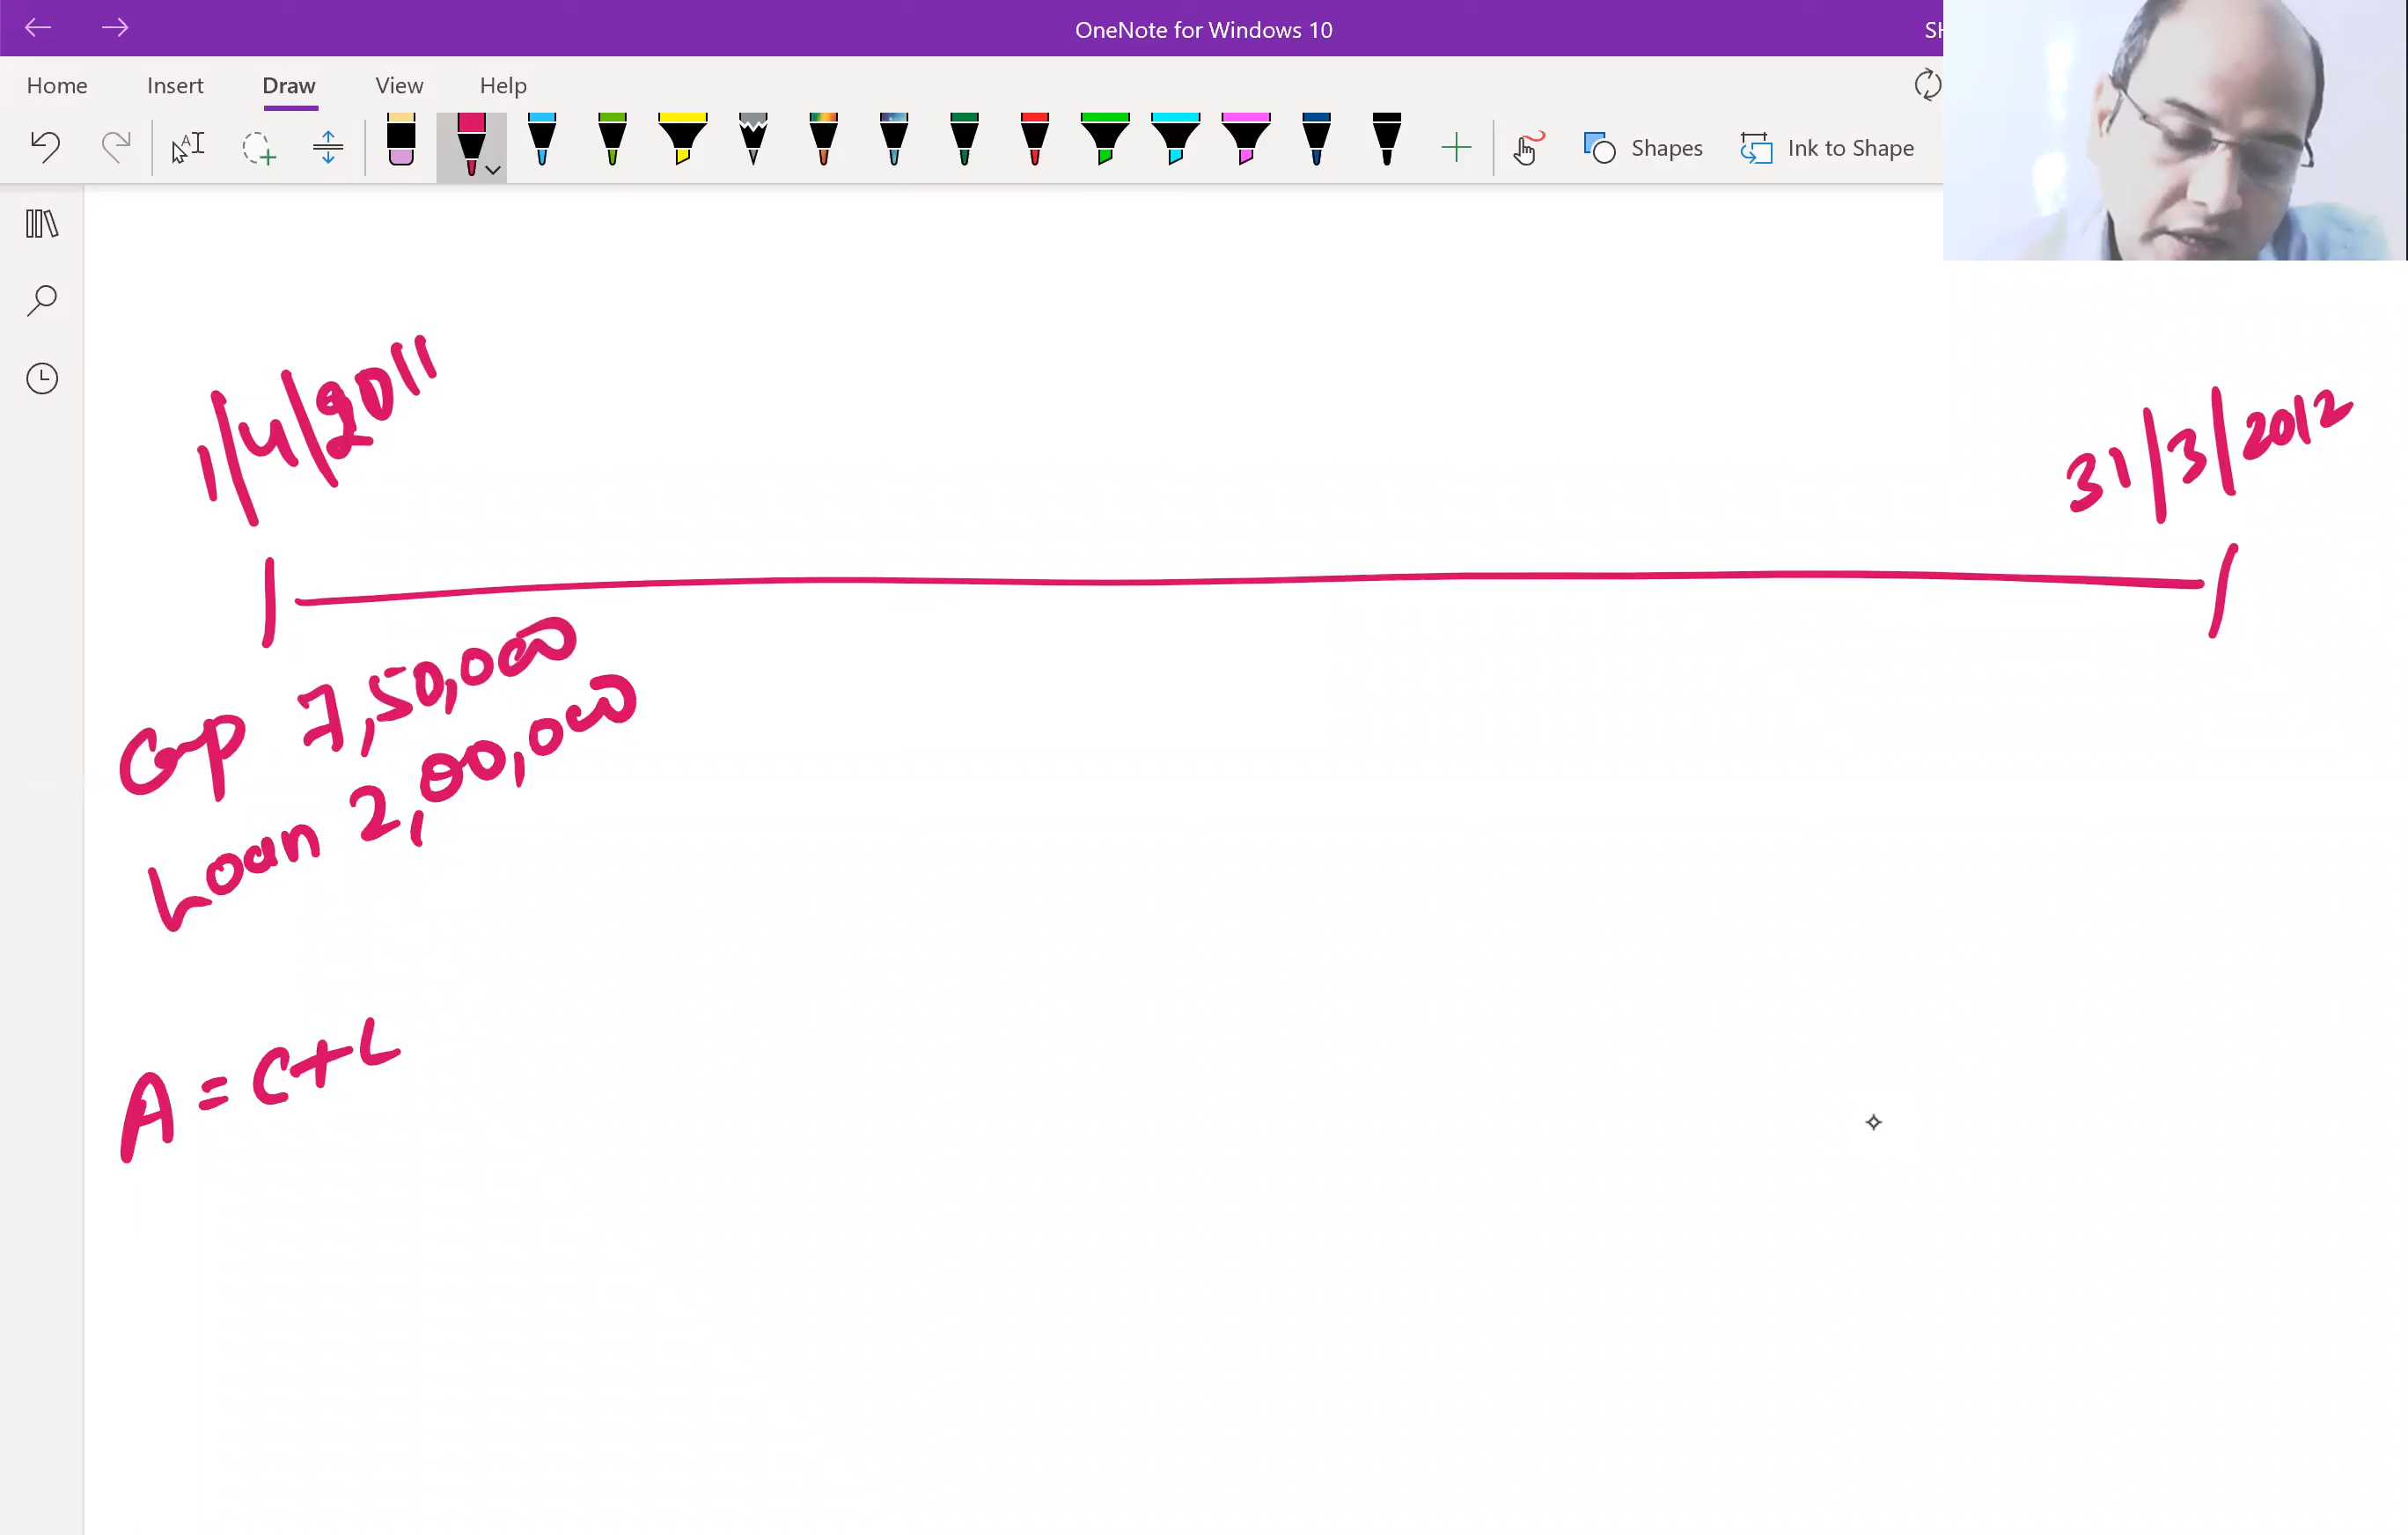 OneNote for Windows 10
Home Insert Draw View Help
Shapes Ink to Shape
1/4/2011
31/3/2012
Cap 7,50,000
Loan 2,00,000
A = C + L